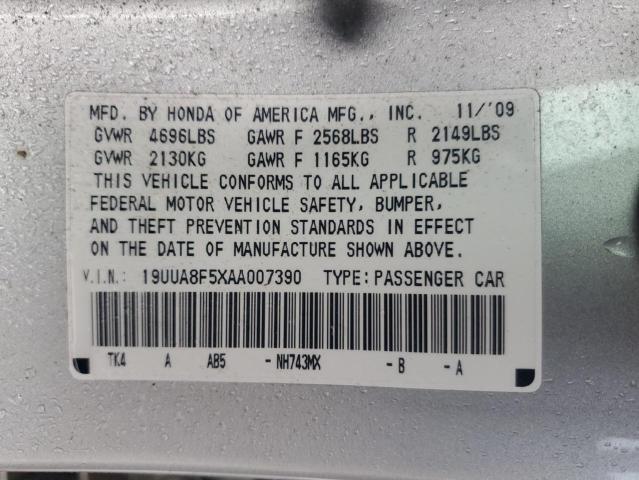 MFD. BY HONDA OF AMERICA MFG., INC. 11/'09
GVWR 4696LBS GAWR F 2568LBS R 2149LBS
GVWR 2130KG GAWR F 1165KG R 975KG
THIS VEHICLE CONFORMS TO ALL APPLICABLE
FEDERAL MOTOR VEHICLE SAFETY, BUMPER,
AND THEFT PREVENTION STANDARDS IN EFFECT
ON THE DATE OF MANUFACTURE SHOWN ABOVE.
V.I.N.: 19UUA8F5XAA007390 TYPE:PASSENGER CAR
TK4 A AB5 -NH743MX -B -A